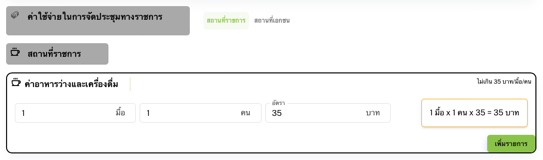 ค่าใช้จ่ายในการจัดประชุมทางราชการ
สถานที่ราชการ สถานที่เอกชน
สถานที่ราชการ
ค่าอาหารว่างและเครื่องดื่ม
ไม่เกิน 35 บาท/มื้อ/คน
อัตรา
1 มื้อ 1 คน 35 บาท
1 มื้อ x 1 คน x 35 = 35 บาท
เพิ่มรายการ